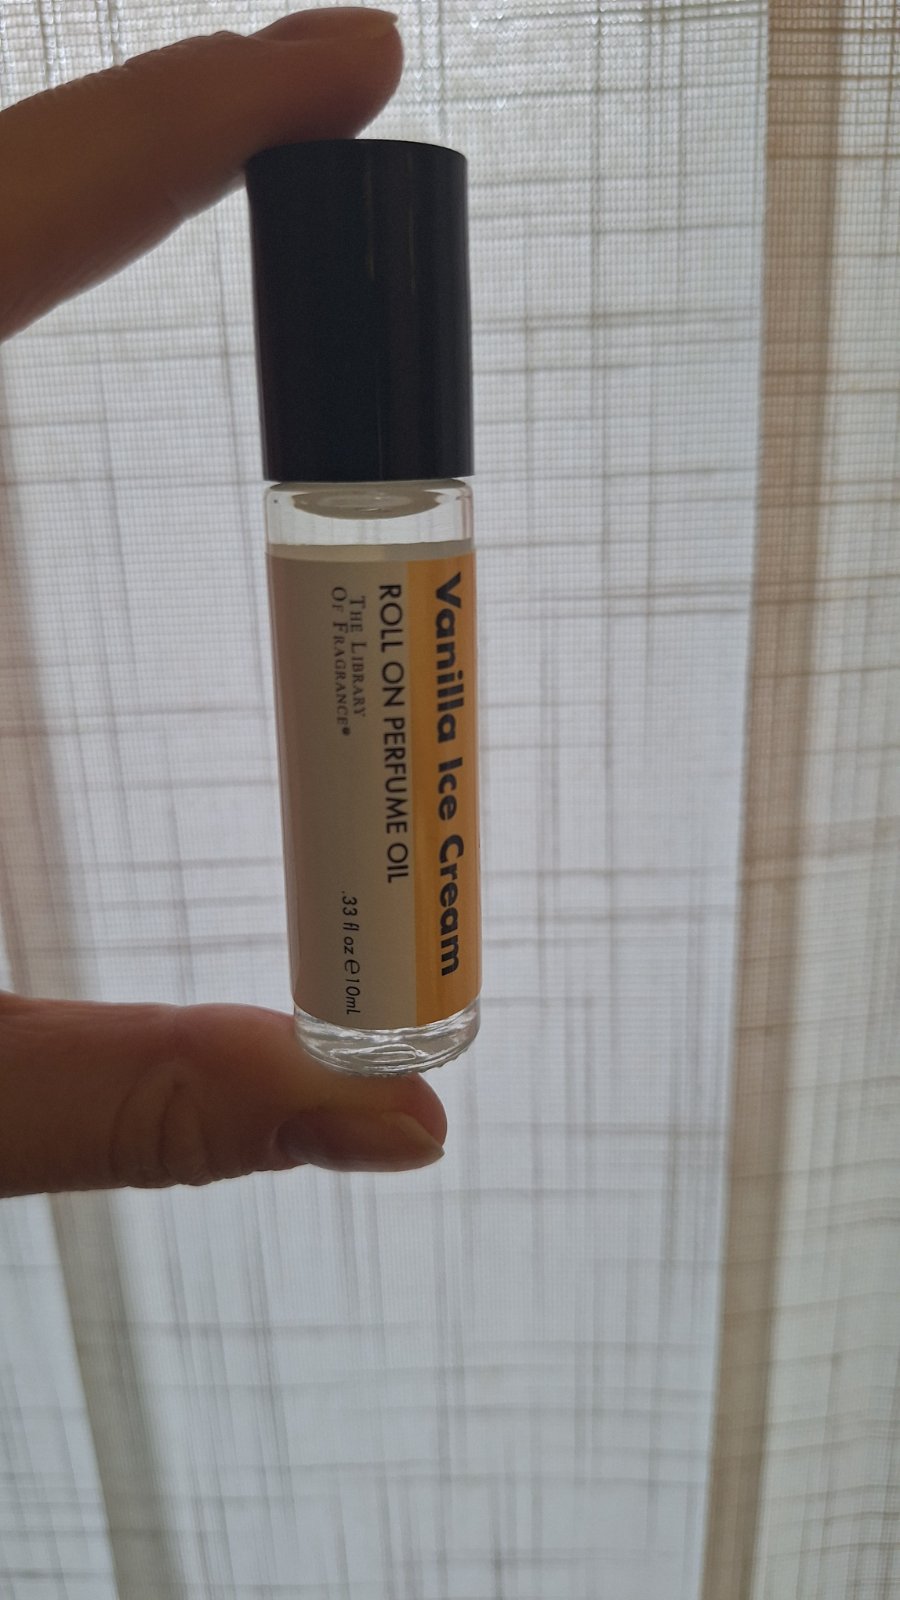 Vanilla Ice Cream
ROLL ON PERFUME OIL
THE LIBRARY
OF FRAGRANCE®
.33 fl oz ℮10mL